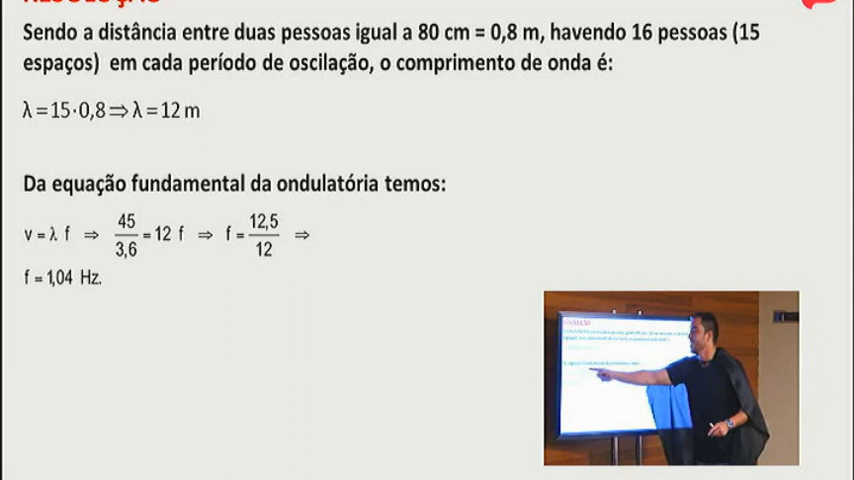 RESOLUÇÃO
Sendo a distância entre duas pessoas igual a 80 cm = 0,8 m, havendo 16 pessoas (15
espaços) em cada período de oscilação, o comprimento de onda é:
λ = 15·0,8 ⇒ λ = 12 m
Da equação fundamental da ondulatória temos:
v = λ f ⇒ 45/3,6 = 12 f ⇒ f = 12,5/12 ⇒
f = 1,04 Hz.